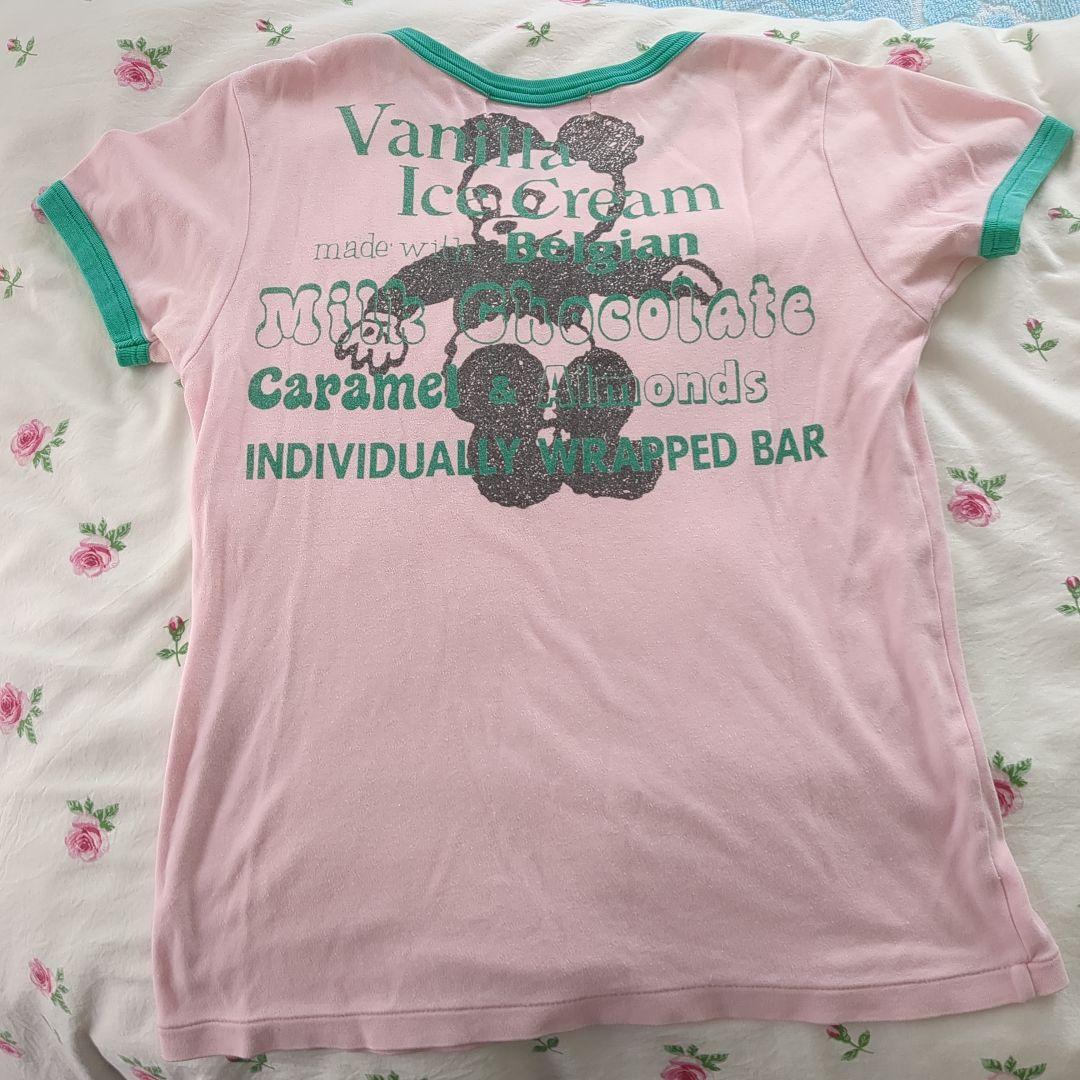 Vanilla
Ice Cream
made with Belgian
Milk Chocolate
Caramel & Almonds
INDIVIDUALLY WRAPPED BAR